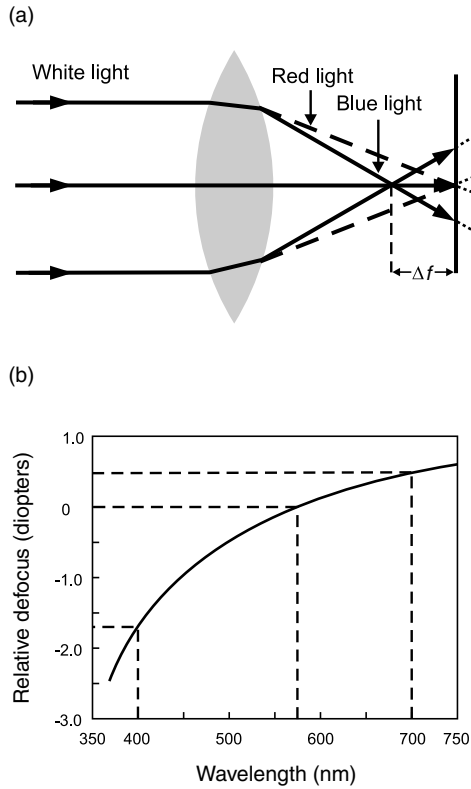 (a)
White light
Red light
Blue light
Δf
(b)
Relative defocus (diopters)
1.0
0
-1.0
-2.0
-3.0
350 400 500 600 700 750
Wavelength (nm)